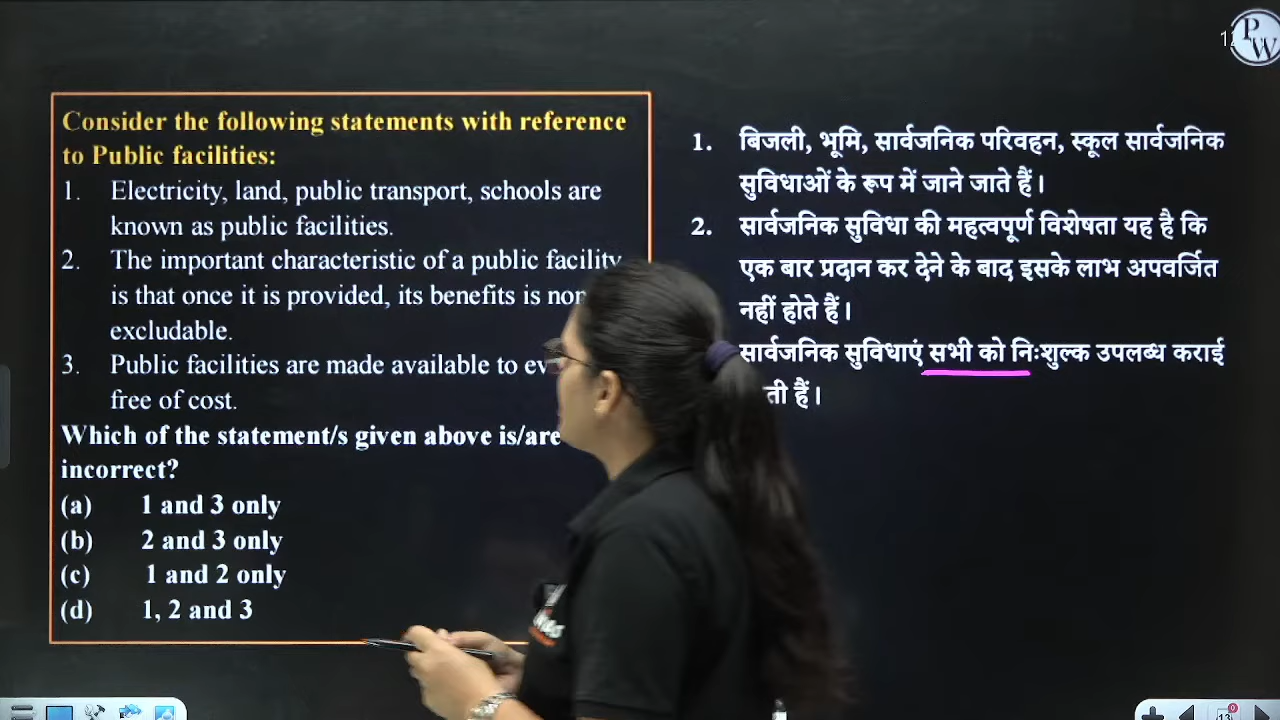 PW
Consider the following statements with reference
to Public facilities:
1. Electricity, land, public transport, schools are
known as public facilities.
2. The important characteristic of a public facility
is that once it is provided, its benefits is non
excludable.
3. Public facilities are made available to
free of cost.
Which of the statement/s given above is/are
incorrect?
(a) 1 and 3 only
(b) 2 and 3 only
(c) 1 and 2 only
(d) 1, 2 and 3
1. बिजली, भूमि, सार्वजनिक परिवहन, स्कूल सार्वजनिक
सुविधाओं के रूप में जाने जाते हैं।
2. सार्वजनिक सुविधा की महत्वपूर्ण विशेषता यह है कि
एक बार प्रदान कर देने के बाद इसके लाभ अपवर्जित
नहीं होते हैं।
सार्वजनिक सुविधाएं सभी को निःशुल्क उपलब्ध कराई
हैं।